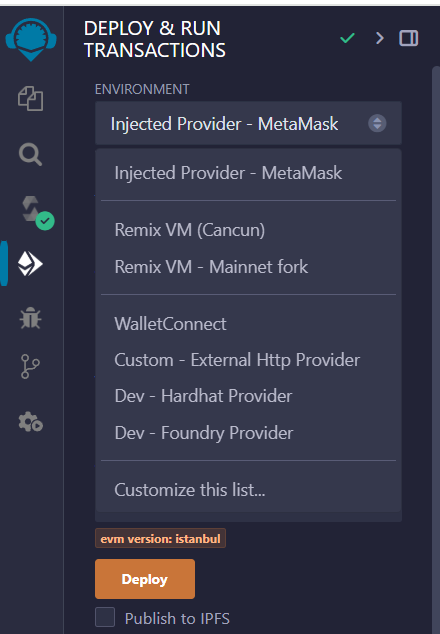 DEPLOY & RUN
TRANSACTIONS
ENVIRONMENT
Injected Provider - MetaMask
Injected Provider - MetaMask
Remix VM (Cancun)
Remix VM - Mainnet fork
WalletConnect
Custom - External Http Provider
Dev - Hardhat Provider
Dev - Foundry Provider
Customize this list...
evm version: istanbul
Deploy
Publish to IPFS